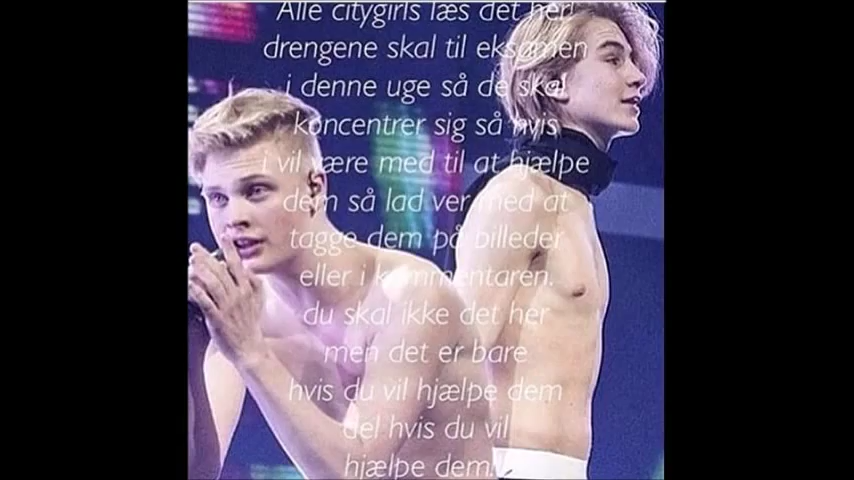 Alle citygirls læs det her!
drengene skal til eksamen
i denne uge så de skal
koncentrer sig så hvis
i vil være med til at hjælpe
dem så lad ver med at
tagge dem på billeder
eller i kommentaren.
du skal ikke det her
men det er bare
hvis du vil hjælpe dem
del hvis du vil
hjælpe dem!